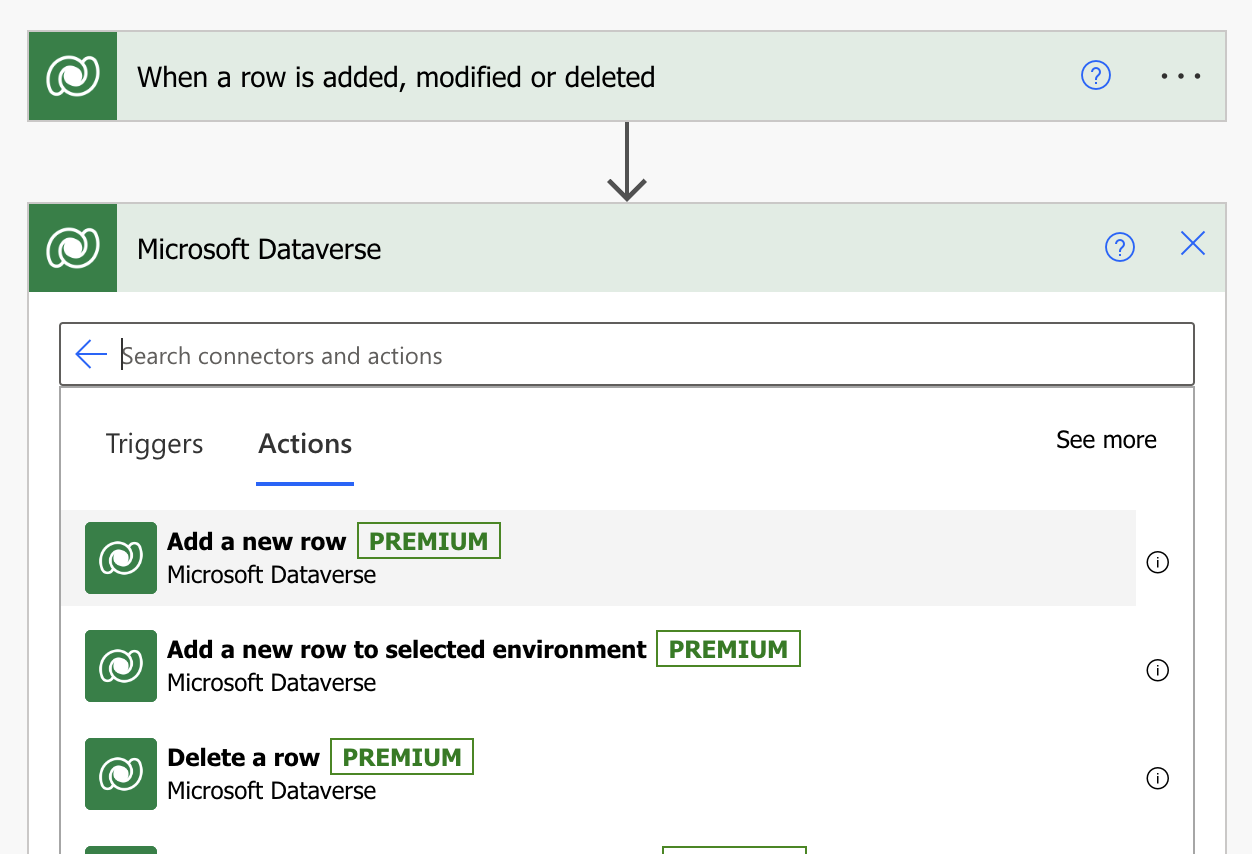 When a row is added, modified or deleted
Microsoft Dataverse
Search connectors and actions
Triggers Actions See more
Add a new row PREMIUM
Microsoft Dataverse
Add a new row to selected environment PREMIUM
Microsoft Dataverse
Delete a row PREMIUM
Microsoft Dataverse